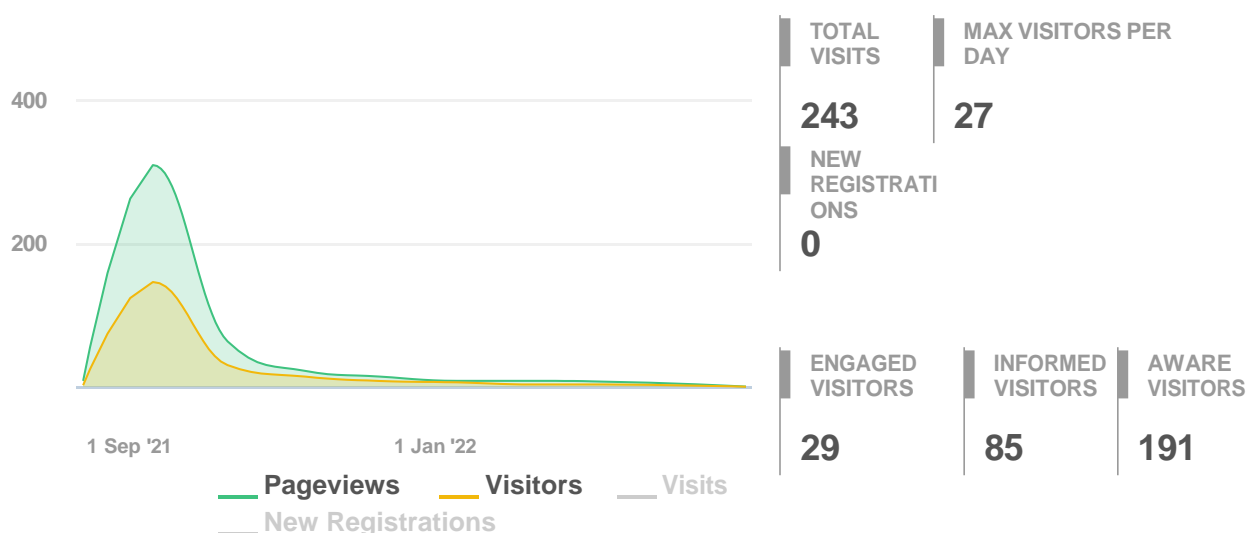 400
200
1 Sep '21
1 Jan '22
Pageviews
Visitors
Visits
New Registrations
TOTAL
VISITS
243
MAX VISITORS PER
DAY
27
NEW
REGISTRATI
ONS
0
ENGAGED
VISITORS
29
INFORMED
VISITORS
85
AWARE
VISITORS
191